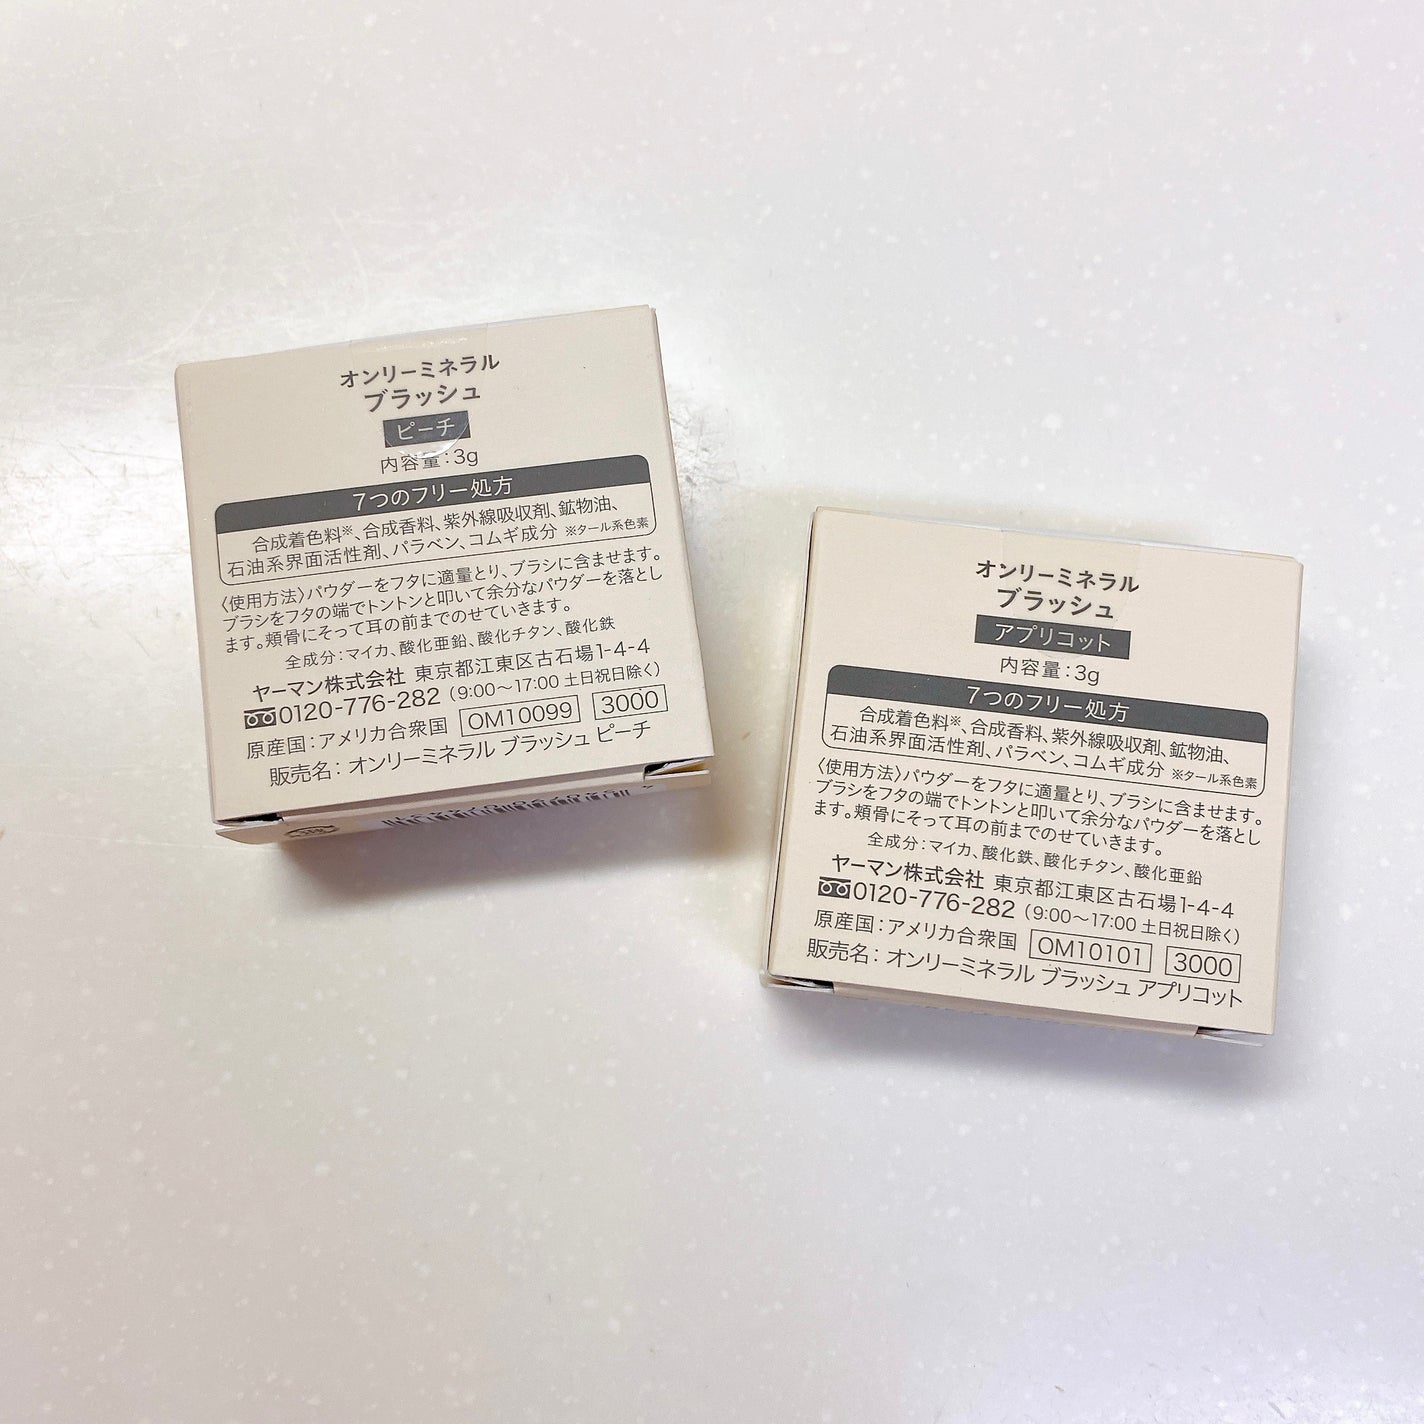 オンリーミネラル
ブラッシュ
ピーチ
内容量：3g
7つのフリー処方
合成着色料※、合成香料、紫外線吸収剤、鉱物油、
石油系界面活性剤、パラベン、コムギ成分 ※タール系色素
〈使用方法〉パウダーをフタに適量とり、ブラシに含ませます。
ブラシをフタの端でトントンと叩いて余分なパウダーを落とし
ます。頬骨にそって耳の前までのせていきます。
全成分：マイカ、酸化亜鉛、酸化チタン、酸化鉄
ヤーマン株式会社 東京都江東区古石場1-4-4
0120-776-282（9:00～17:00 土日祝日除く）
原産国：アメリカ合衆国 OM10099 3000
販売名：オンリーミネラル ブラッシュ ピーチ
オンリーミネラル
ブラッシュ
アプリコット
内容量：3g
7つのフリー処方
合成着色料※、合成香料、紫外線吸収剤、鉱物油、
石油系界面活性剤、パラベン、コムギ成分 ※タール系色素
〈使用方法〉パウダーをフタに適量とり、ブラシに含ませます。
ブラシをフタの端でトントンと叩いて余分なパウダーを落とし
ます。頬骨にそって耳の前までのせていきます。
全成分：マイカ、酸化鉄、酸化チタン、酸化亜鉛
ヤーマン株式会社 東京都江東区古石場1-4-4
0120-776-282（9:00～17:00 土日祝日除く）
原産国：アメリカ合衆国 OM10101 3000
販売名：オンリーミネラル ブラッシュ アプリコット